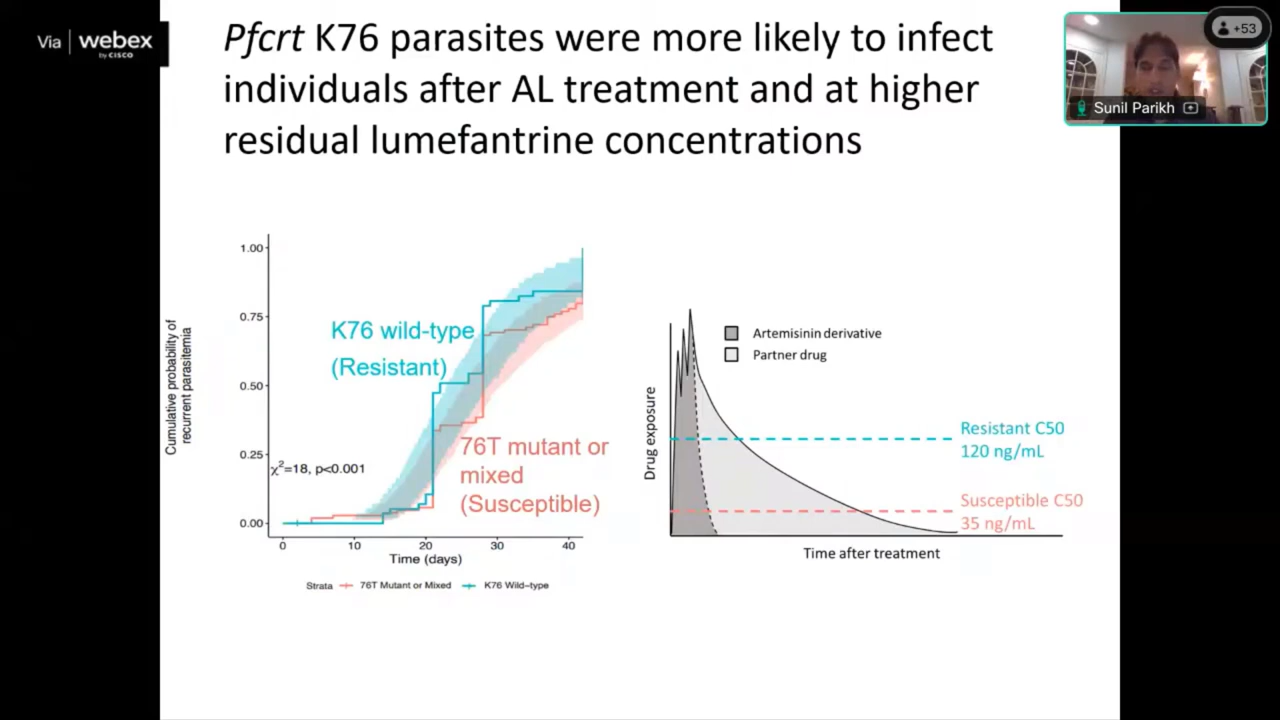 Via webex
by CISCO
Pfcrt K76 parasites were more likely to infect
individuals after AL treatment and at higher
residual lumefantrine concentrations
+53
Sunil Parikh
Cumulative probability of
recurrent parasitemia
1.00
0.75
0.50
0.25
0.00
K76 wild-type
(Resistant)
76T mutant or
mixed
(Susceptible)
χ²=18, p<0.001
0 10 20 30 40
Time (days)
Strata 76T Mutant or Mixed K76 Wild-type
Drug exposure
Artemisinin derivative
Partner drug
Resistant C50
120 ng/mL
Susceptible C50
35 ng/mL
Time after treatment